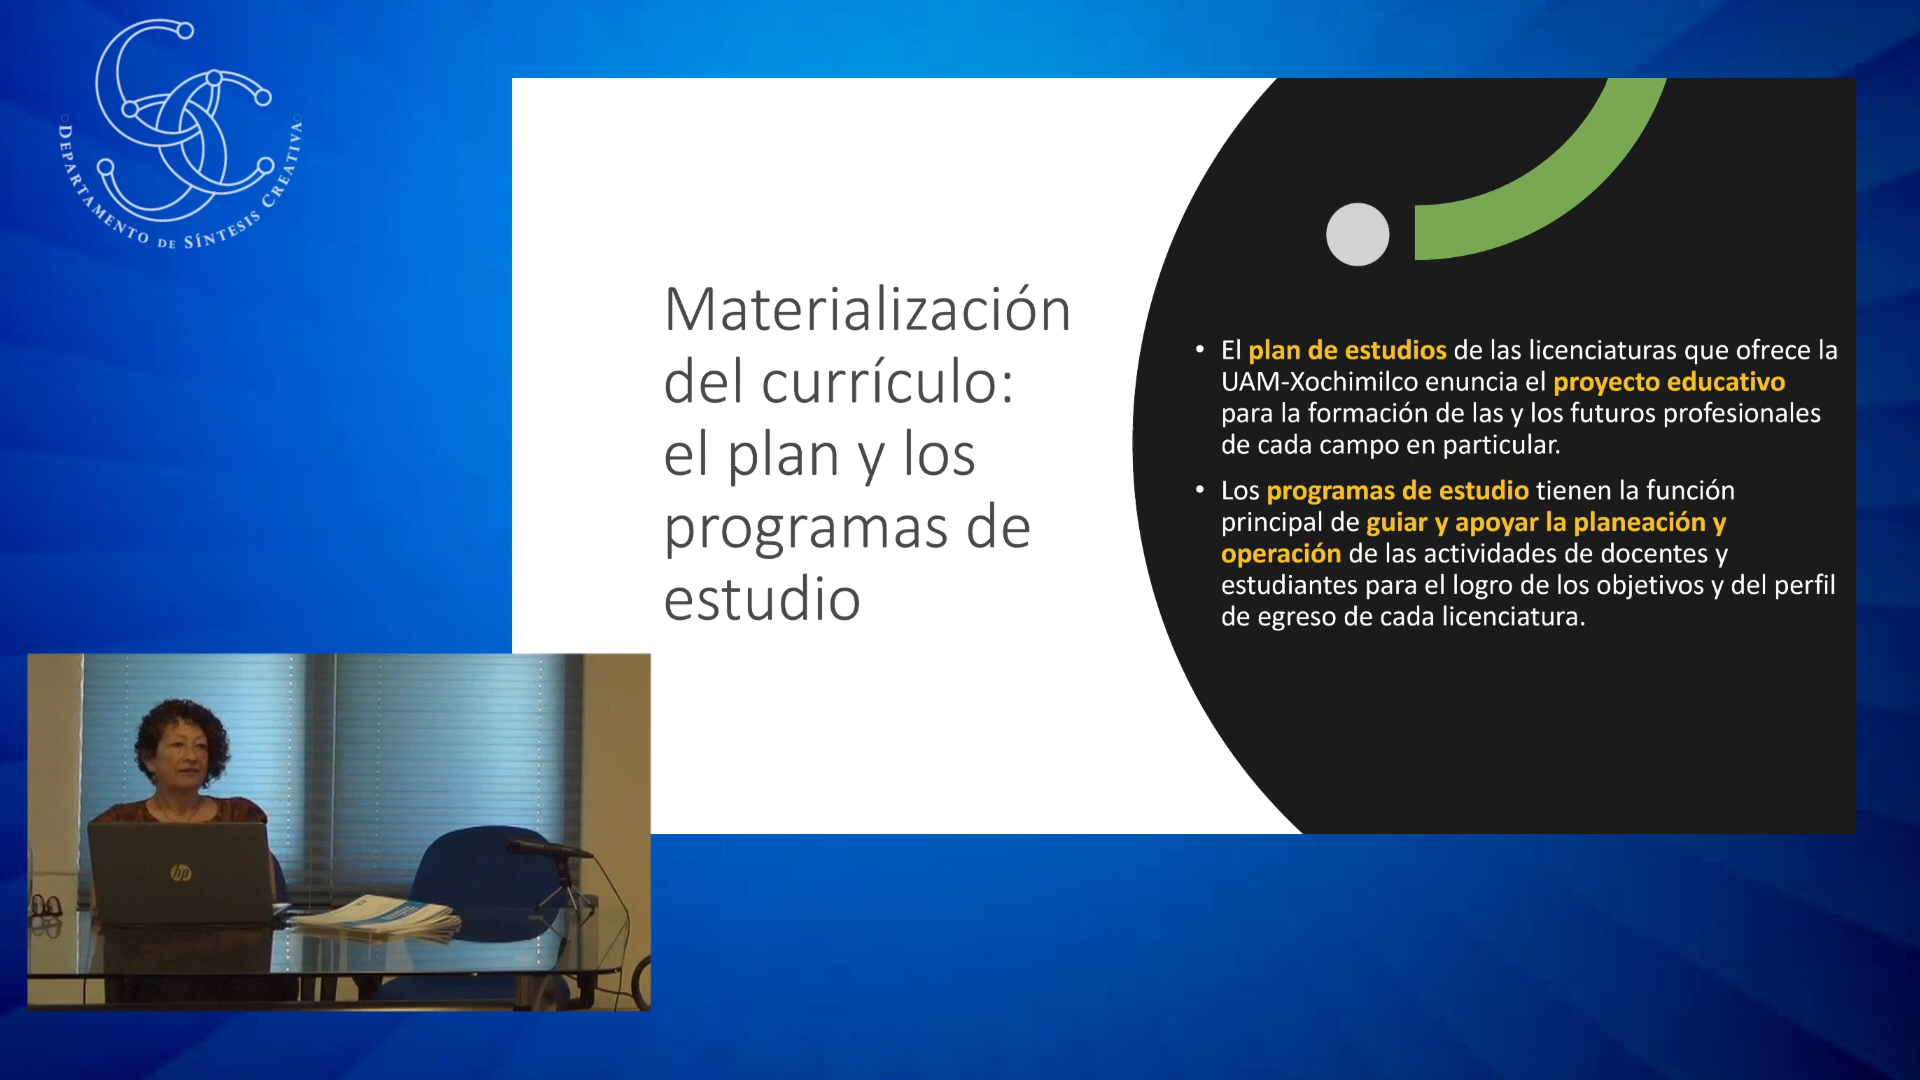 DEPARTAMENTO DE SÍNTESIS CREATIVA
Materialización
del currículo:
el plan y los
programas de
estudio
• El plan de estudios de las licenciaturas que ofrece la
UAM-Xochimilco enuncia el proyecto educativo
para la formación de las y los futuros profesionales
de cada campo en particular.
• Los programas de estudio tienen la función
principal de guiar y apoyar la planeación y
operación de las actividades de docentes y
estudiantes para el logro de los objetivos y del perfil
de egreso de cada licenciatura.
hp